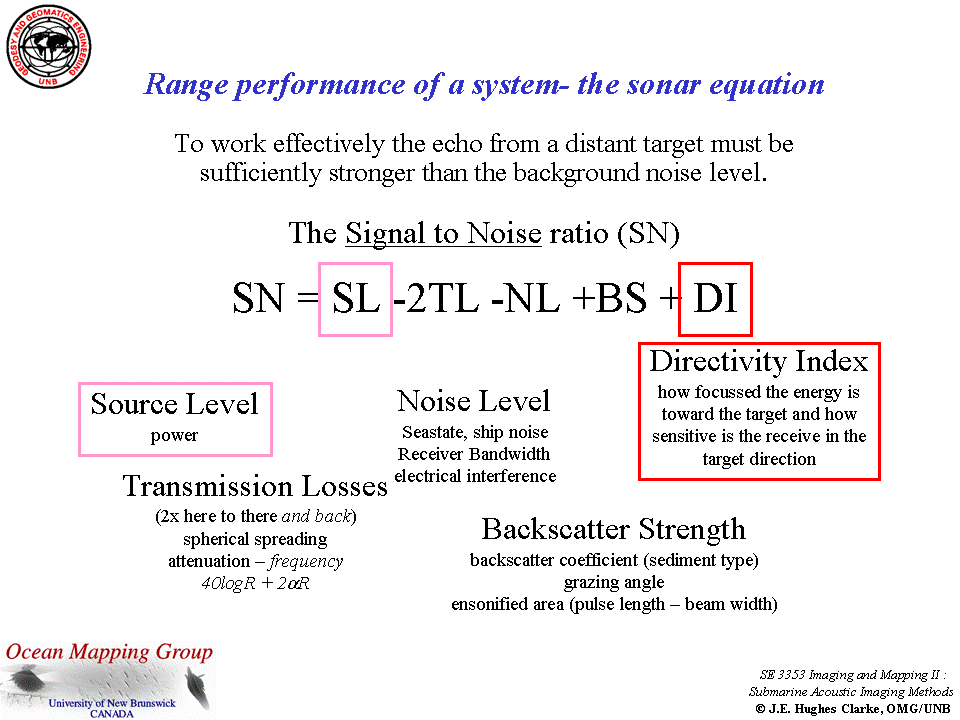 GEODESY AND GEOMATICS ENGINEERING
UNB
Range performance of a system- the sonar equation
To work effectively the echo from a distant target must be
sufficiently stronger than the background noise level.
The Signal to Noise ratio (SN)
SN = SL -2TL -NL +BS + DI
Directivity Index
how focussed the energy is
toward the target and how
sensitive is the receive in the
target direction
Source Level
power
Noise Level
Seastate, ship noise
Receiver Bandwidth
electrical interference
Transmission Losses
(2x here to there and back)
spherical spreading
attenuation – frequency
40logR + 2αR
Backscatter Strength
backscatter coefficient (sediment type)
grazing angle
ensonified area (pulse length – beam width)
Ocean Mapping Group
University of New Brunswick
CANADA
SE 3353 Imaging and Mapping II :
Submarine Acoustic Imaging Methods
© J.E. Hughes Clarke, OMG/UNB